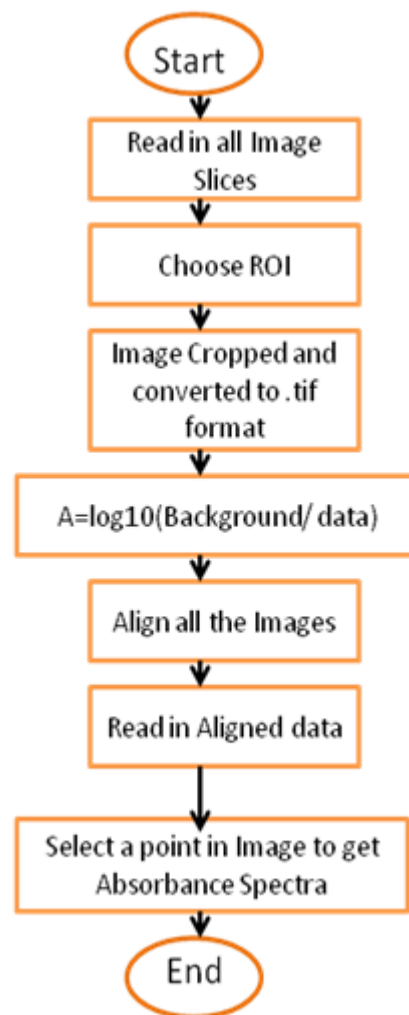 Start
Read in all Image
Slices
Choose ROI
Image Cropped and
converted to .tif
format
A=log10(Background/ data)
Align all the Images
Read in Aligned data
Select a point in Image to get
Absorbance Spectra
End